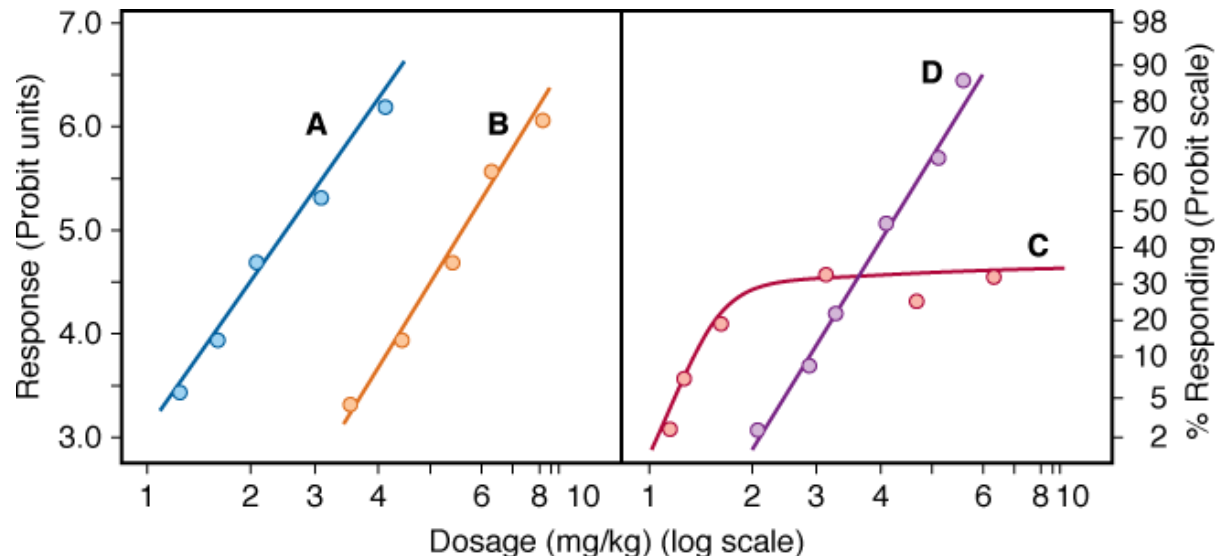 7.0
6.0
5.0
4.0
3.0
Response (Probit units)
A
B
D
C
98
90
80
70
60
50
40
30
20
10
5
2
% Responding (Probit scale)
1 2 3 4 6 8 10
1 2 3 4 6 8 10
Dosage (mg/kg) (log scale)